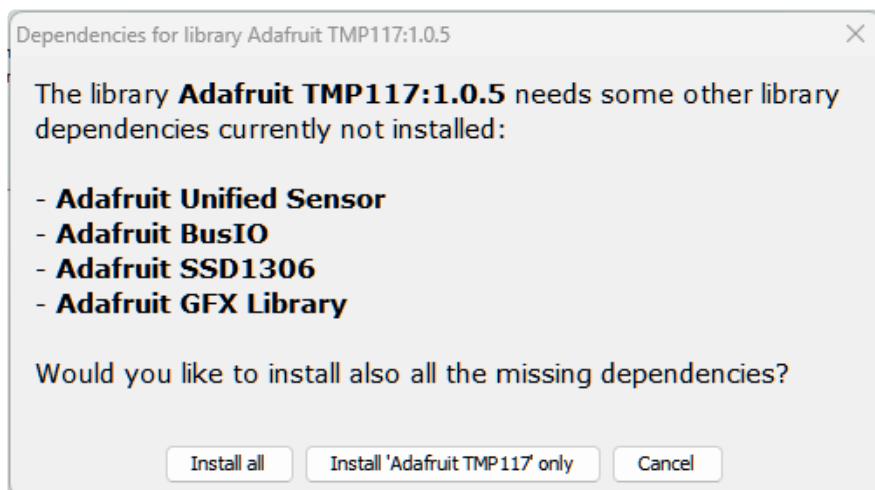 Dependencies for library Adafruit TMP117:1.0.5
The library Adafruit TMP117:1.0.5 needs some other library
dependencies currently not installed:
- Adafruit Unified Sensor
- Adafruit BusIO
- Adafruit SSD1306
- Adafruit GFX Library
Would you like to install also all the missing dependencies?
Install all
Install 'Adafruit TMP117' only
Cancel